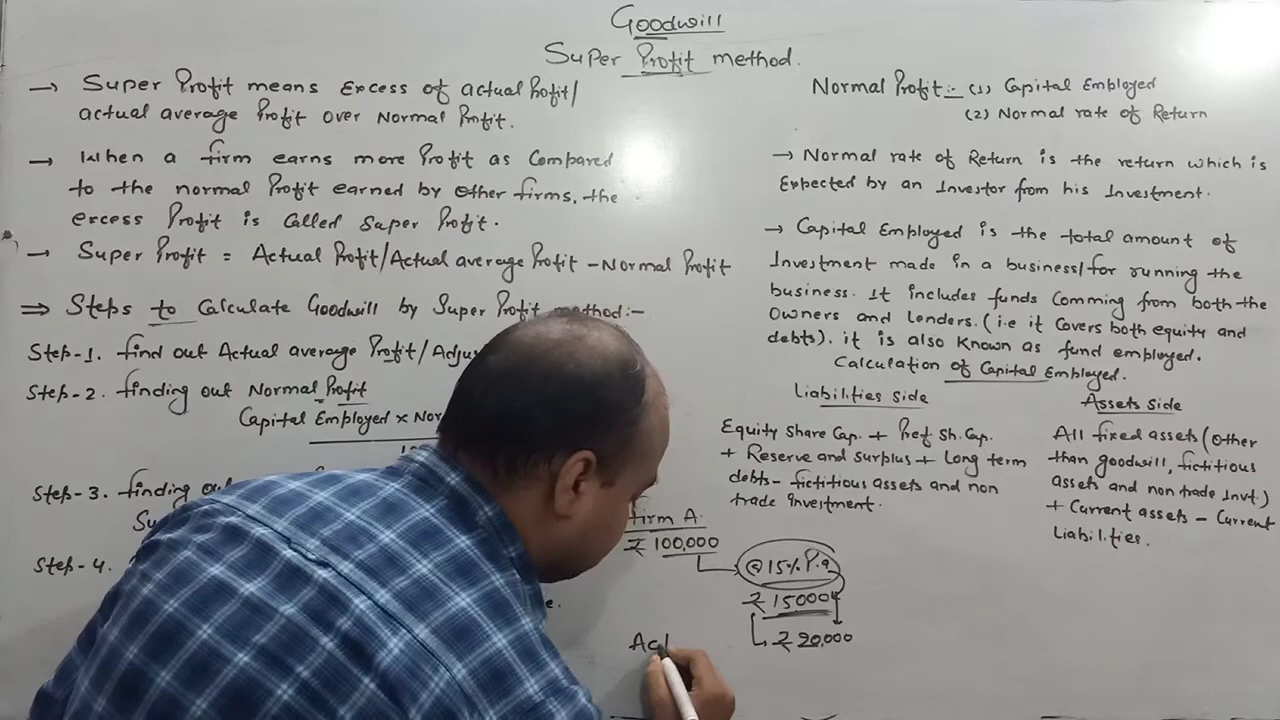 Goodwill
Super Profit method.
→ Super Profit means Excess of actual Profit/
actual average Profit over Normal Profit.
→ When a firm earns more Profit as Compared
to the normal Profit earned by other firms, the
excess Profit is Called Super Profit.
→ Super Profit = Actual Profit/Actual average Profit - Normal Profit
⇒ Steps to Calculate Goodwill by Super Profit method:-
Step-1. find out Actual average Profit/
Step-2. finding out Normal Profit
Capital Employed ×
Step-3. finding
Step-4.
Normal Profit:- (1) Capital Employed
(2) Normal rate of Return
→ Normal rate of Return is the return which is
Expected by an Investor from his Investment.
→ Capital Employed is the total amount of
Investment made in a business/for running the
business. It includes funds Comming from both the
Owners and lenders. (i.e it Covers both equity and
debts). it is also Known as fund employed.
Calculation of Capital Employed.
Liabilities side
Equity Share Cap. + Pref Sh. Cap.
+ Reserve and surplus + Long term
debts - fictitious assets and non
trade investment.
Assets side
All fixed assets (other
than goodwill, fictitious
assets and non trade Invt.)
+ Current assets - Current
Liabilities.
firm A.
₹ 100,000
@ 15% P.a
₹ 15000
₹ 20,000